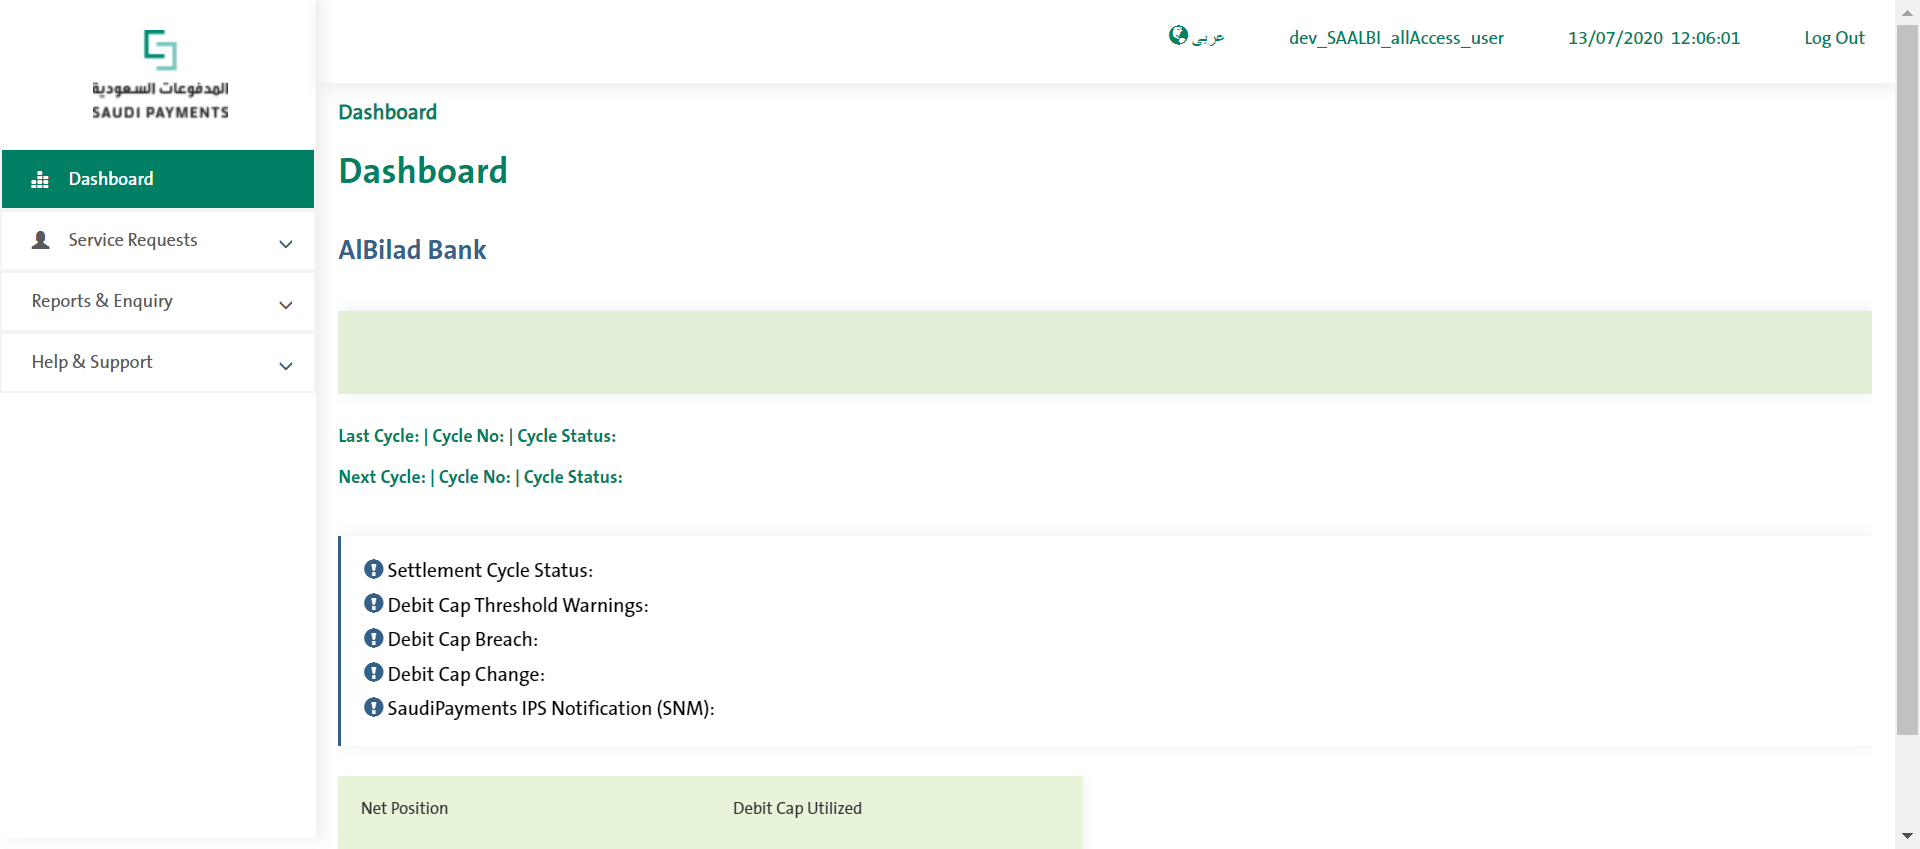 المدفوعات السعودية
SAUDI PAYMENTS
عربى
dev_SAALBI_allAccess_user
13/07/2020 12:06:01
Log Out
Dashboard
Service Requests
Reports & Enquiry
Help & Support
Dashboard
Dashboard
AlBilad Bank
Last Cycle: | Cycle No: | Cycle Status:
Next Cycle: | Cycle No: | Cycle Status:
Settlement Cycle Status:
Debit Cap Threshold Warnings:
Debit Cap Breach:
Debit Cap Change:
SaudiPayments IPS Notification (SNM):
Net Position
Debit Cap Utilized